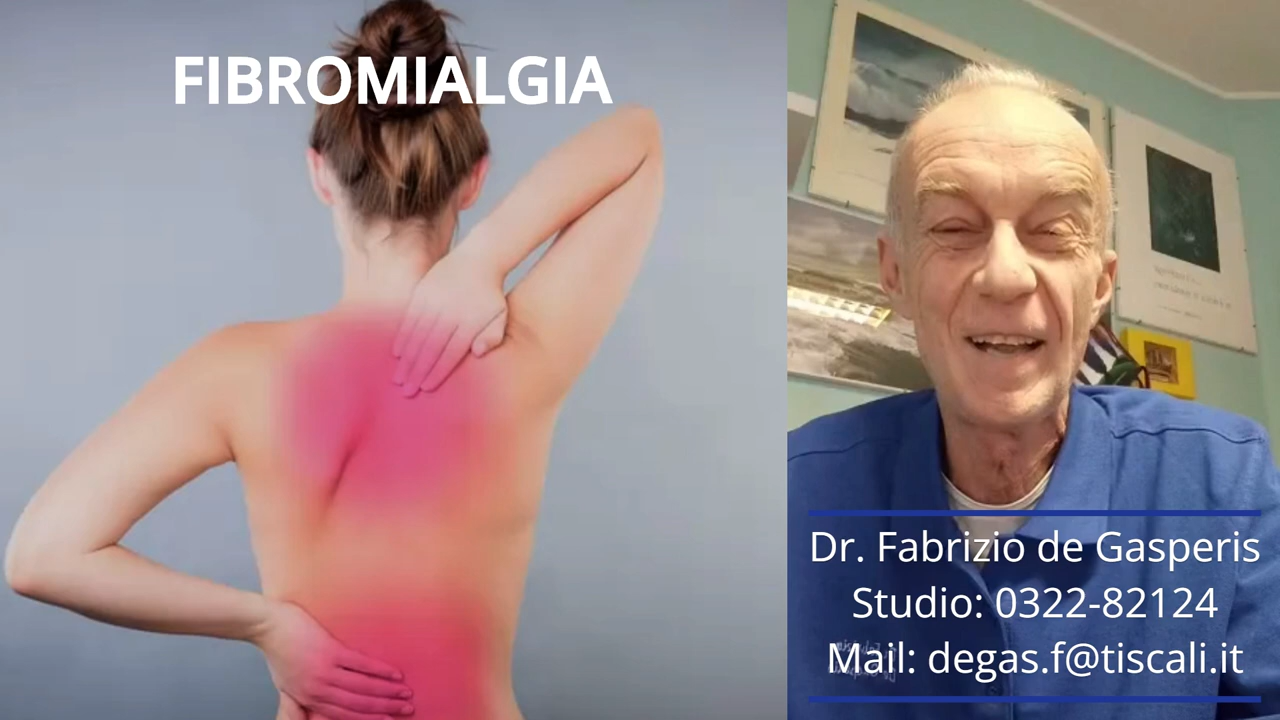 FIBROMIALGIA
Dr. Fabrizio de Gasperis
Studio: 0322-82124
Mail: degas.f@tiscali.it